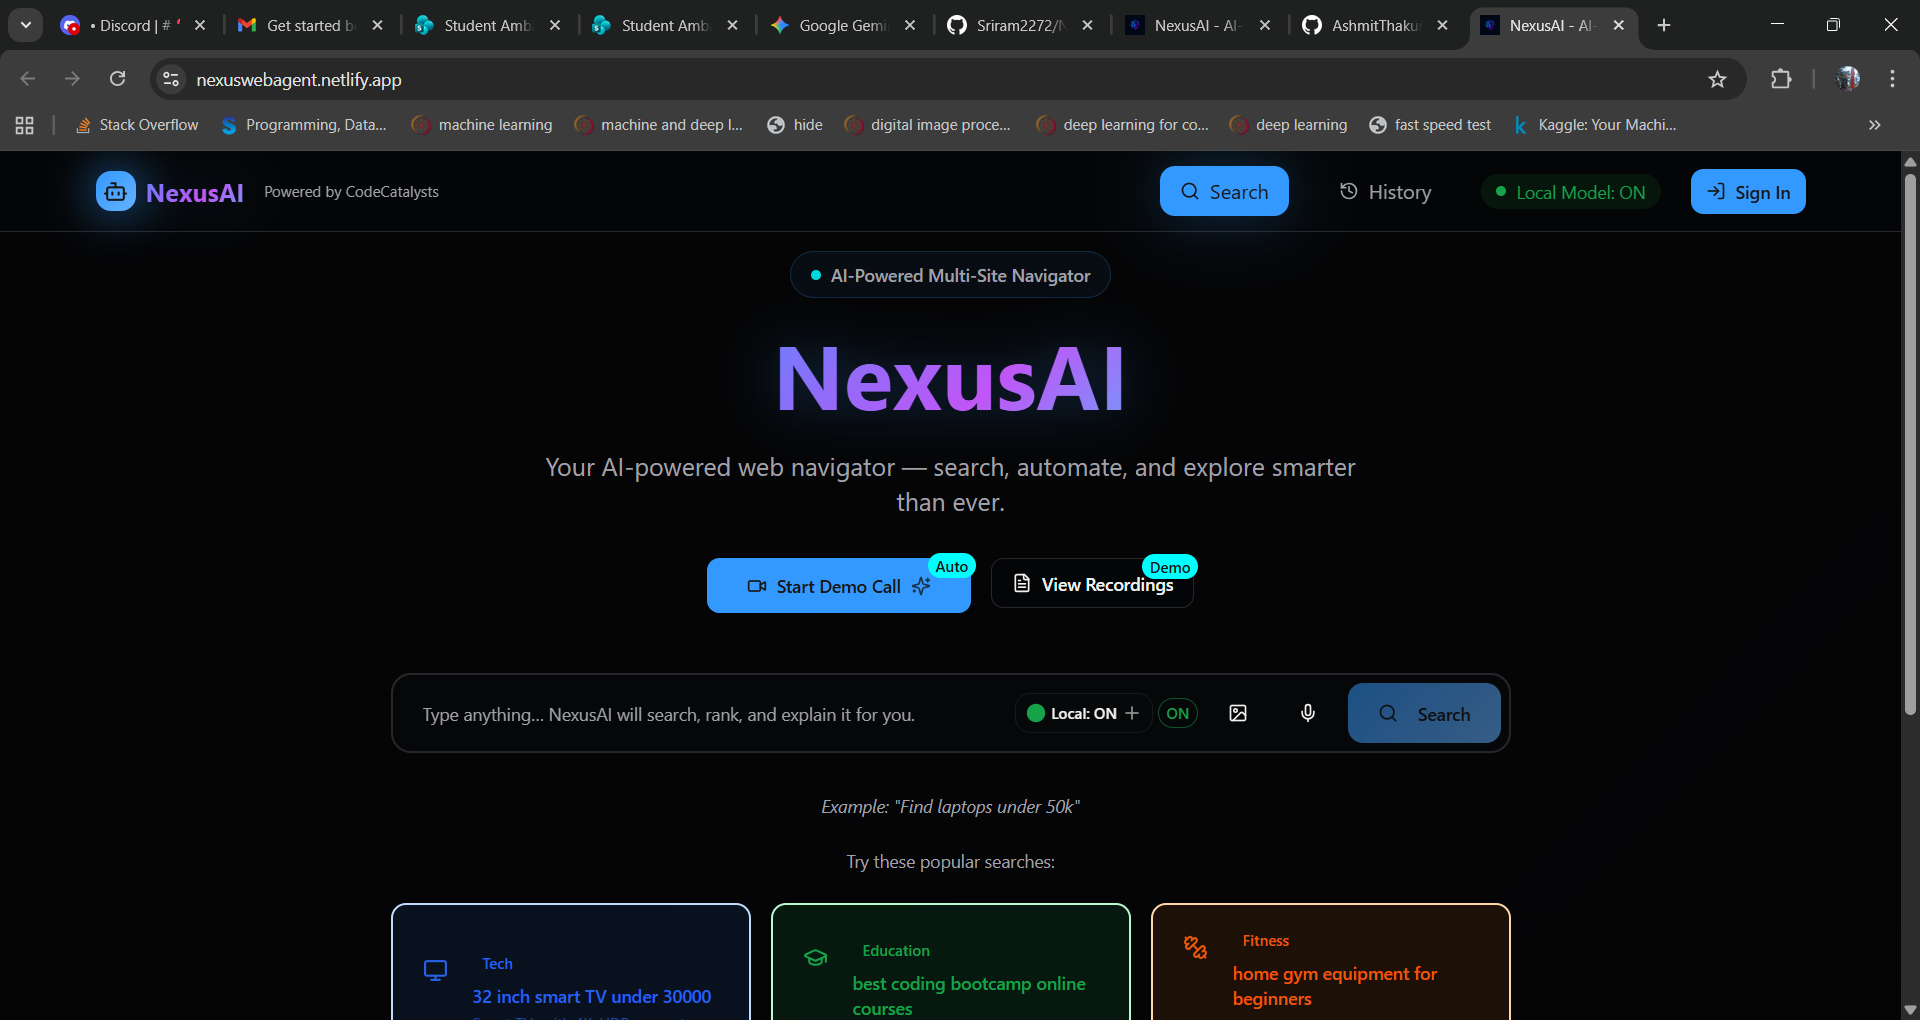 • Discord | #
Get started b
Student Amb
Student Amb
Google Gemi
Sriram2272/N
NexusAI - AI-
AshmitThaku
NexusAI - AI-
nexuswebagent.netlify.app
Stack Overflow
Programming, Data...
machine learning
machine and deep l...
hide
digital image proce...
deep learning for co...
deep learning
fast speed test
Kaggle: Your Machi...
NexusAI
Powered by CodeCatalysts
Search
History
Local Model: ON
Sign In
AI-Powered Multi-Site Navigator
NexusAI
Your AI-powered web navigator — search, automate, and explore smarter
than ever.
Start Demo Call
Auto
View Recordings
Demo
Type anything... NexusAI will search, rank, and explain it for you.
Local: ON
ON
Search
Example: "Find laptops under 50k"
Try these popular searches:
Tech
32 inch smart TV under 30000
Education
best coding bootcamp online
courses
Fitness
home gym equipment for
beginners